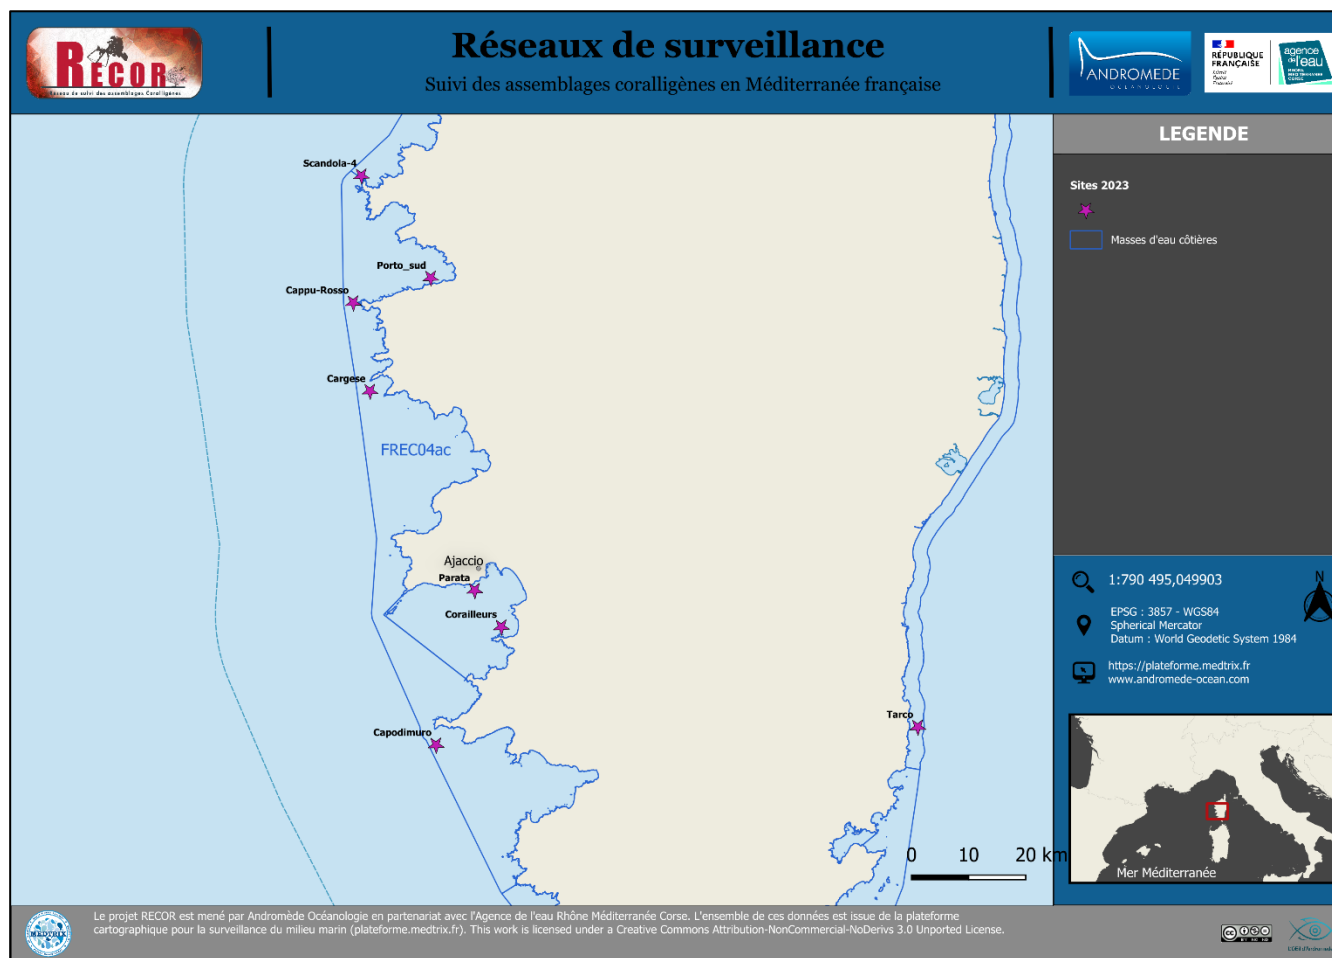 RECOR
Réseau de suivi des assemblages Coralligènes
Réseaux de surveillance
Suivi des assemblages coralligènes en Méditerranée française
ANDROMEDE
OCEANOLOGIE
RÉPUBLIQUE
FRANÇAISE
agence
de l'eau
LEGENDE
Sites 2023
Masses d'eau côtières
Scandola-4
Porto_sud
Cappu-Rosso
Cargese
FREC04ac
Ajaccio
Parata
Corailleurs
Capodimuro
Tarco
0 10 20 km
1:790 495,049903
N
EPSG : 3857 - WGS84
Spherical Mercator
Datum : World Geodetic System 1984
https://plateforme.medtrix.fr
www.andromede-ocean.com
Mer Méditerranée
MEDTRIX
Le projet RECOR est mené par Andromède Océanologie en partenariat avec l'Agence de l'eau Rhône Méditerranée Corse. L'ensemble de ces données est issue de la plateforme
cartographique pour la surveillance du milieu marin (plateforme.medtrix.fr). This work is licensed under a Creative Commons Attribution-NonCommercial-NoDerivs 3.0 Unported License.
cc
BY NC ND